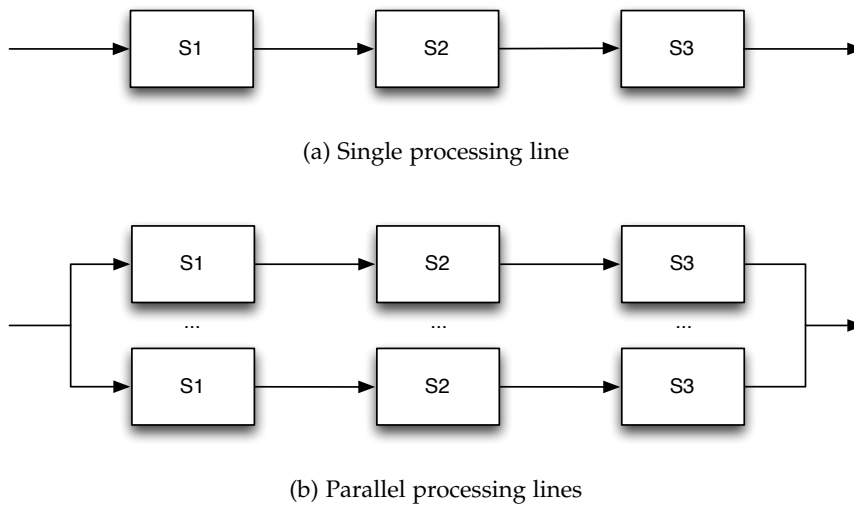 S1 S2 S3
(a) Single processing line
S1 S2 S3
... ... ...
S1 S2 S3
(b) Parallel processing lines